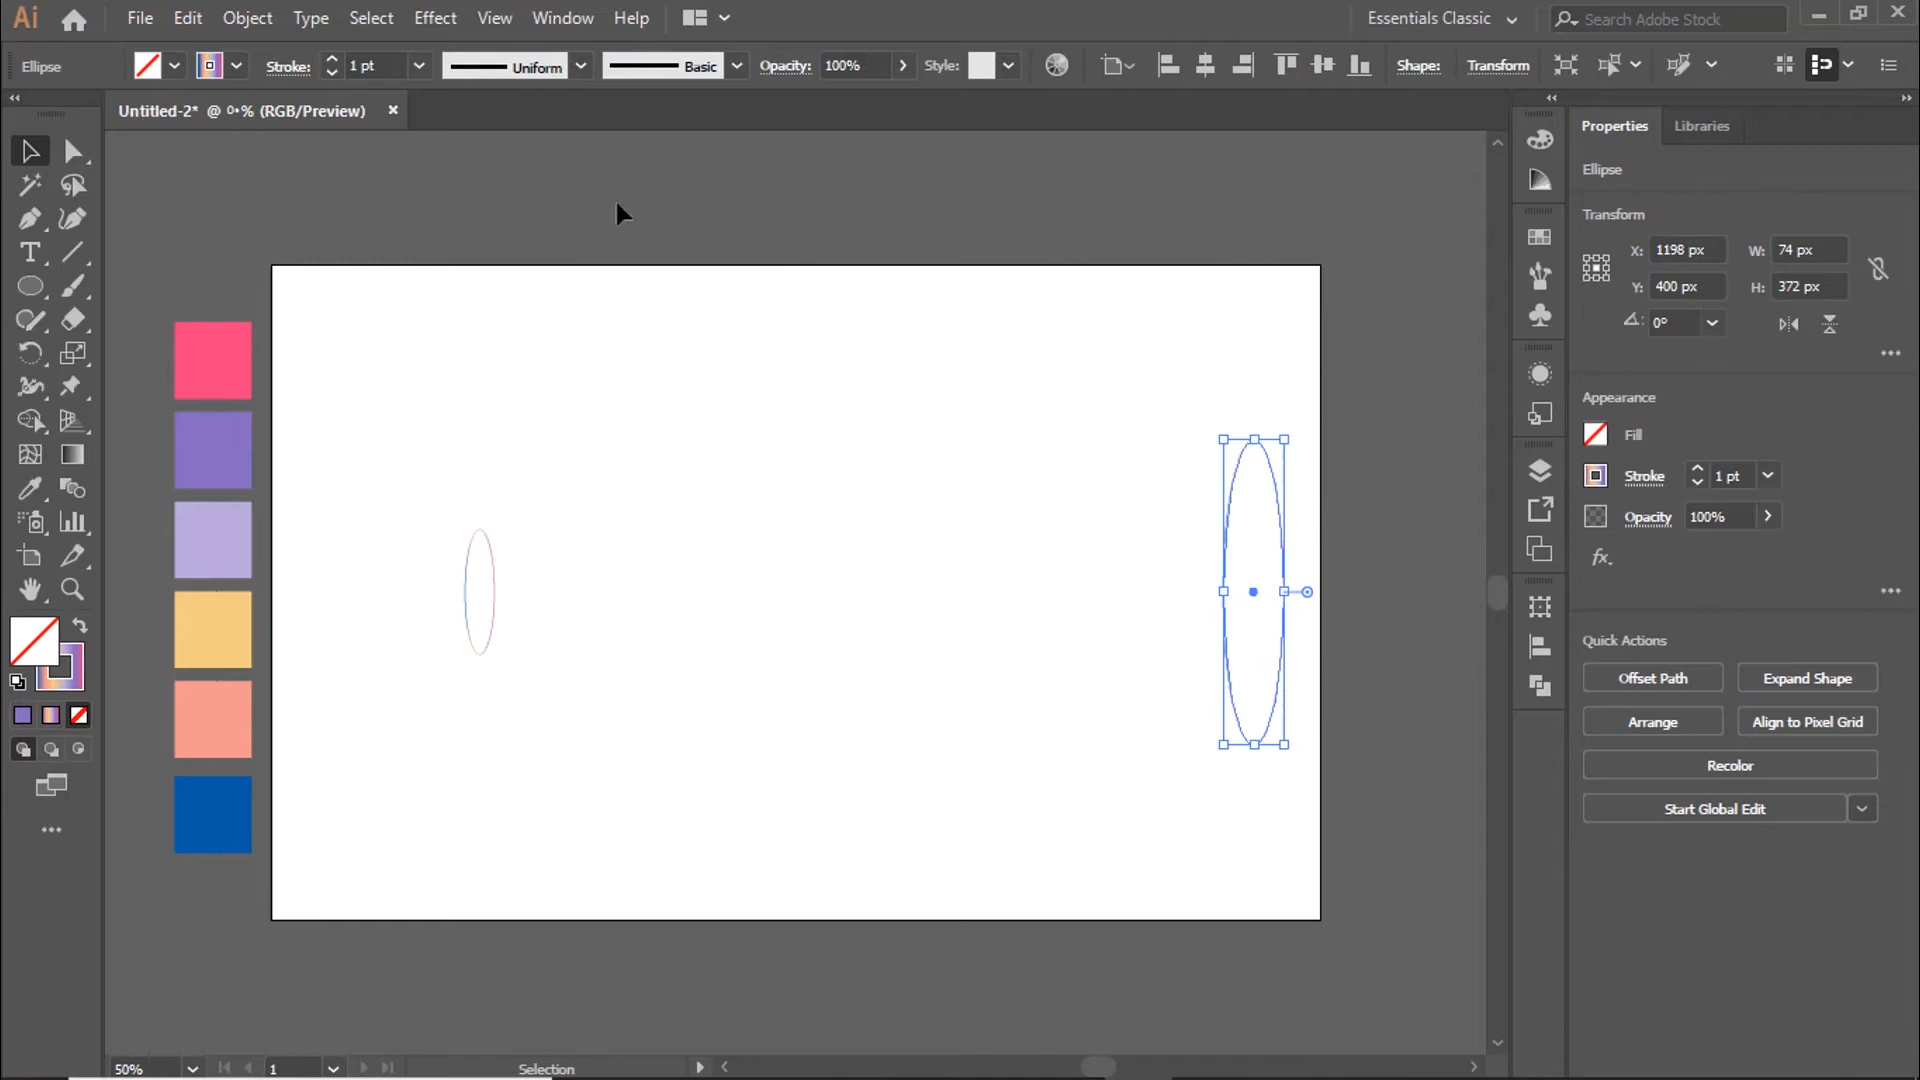 Ai File Edit Object Type Select Effect View Window Help Essentials Classic Search Adobe Stock
Ellipse Stroke: 1 pt Uniform Basic Opacity: 100% Style: Shape: Transform
Untitled-2* @ 0•% (RGB/Preview) ×
Properties Libraries
Ellipse
Transform
X: 1198 px W: 74 px
Y: 400 px H: 372 px
0°
Appearance
Fill
Stroke 1 pt
Opacity 100%
fx.
Quick Actions
Offset Path Expand Shape
Arrange Align to Pixel Grid
Recolor
Start Global Edit
50% 1 Selection